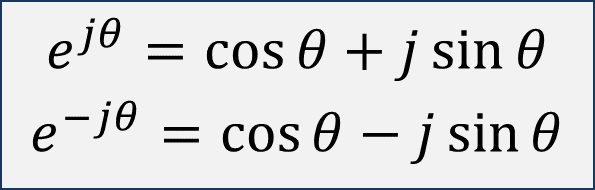 e^{jθ} = cos θ + j sin θ
e^{−jθ} = cos θ − j sin θ